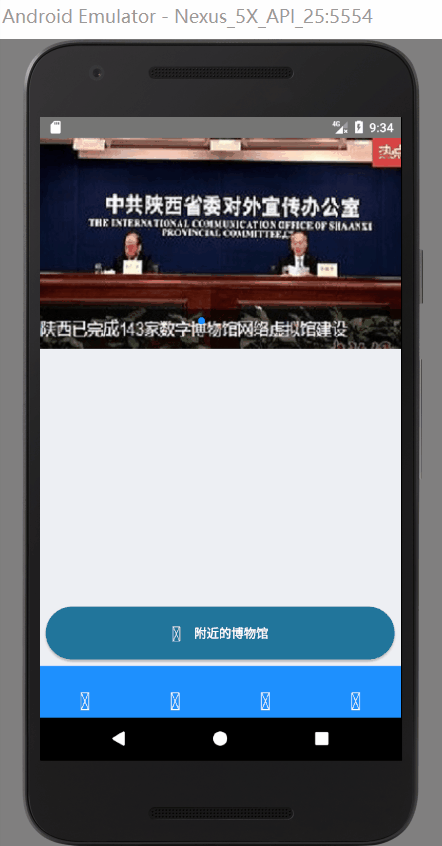 Android Emulator - Nexus_5X_API_25:5554
4G
9:34
热点
中共陕西省委对外宣传办公室
THE INTERNATIONAL COMMUNICATION OFFICE OF SHAANXI
PROVINCIAL COMMITTEE
陕西已完成143家数字博物馆网络虚拟馆建设
附近的博物馆